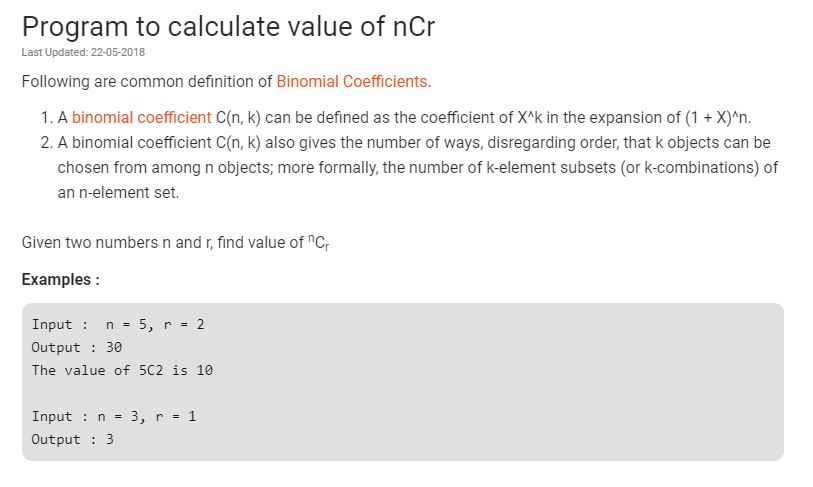 Program to calculate value of nCr
Last Updated: 22-05-2018
Following are common definition of Binomial Coefficients.
1. A binomial coefficient C(n, k) can be defined as the coefficient of X^k in the expansion of (1 + X)^n.
2. A binomial coefficient C(n, k) also gives the number of ways, disregarding order, that k objects can be
chosen from among n objects; more formally, the number of k-element subsets (or k-combinations) of
an n-element set.
Given two numbers n and r, find value of ⁿCᵣ
Examples :
Input :  n = 5, r = 2
Output : 30
The value of 5C2 is 10
Input : n = 3, r = 1
Output : 3